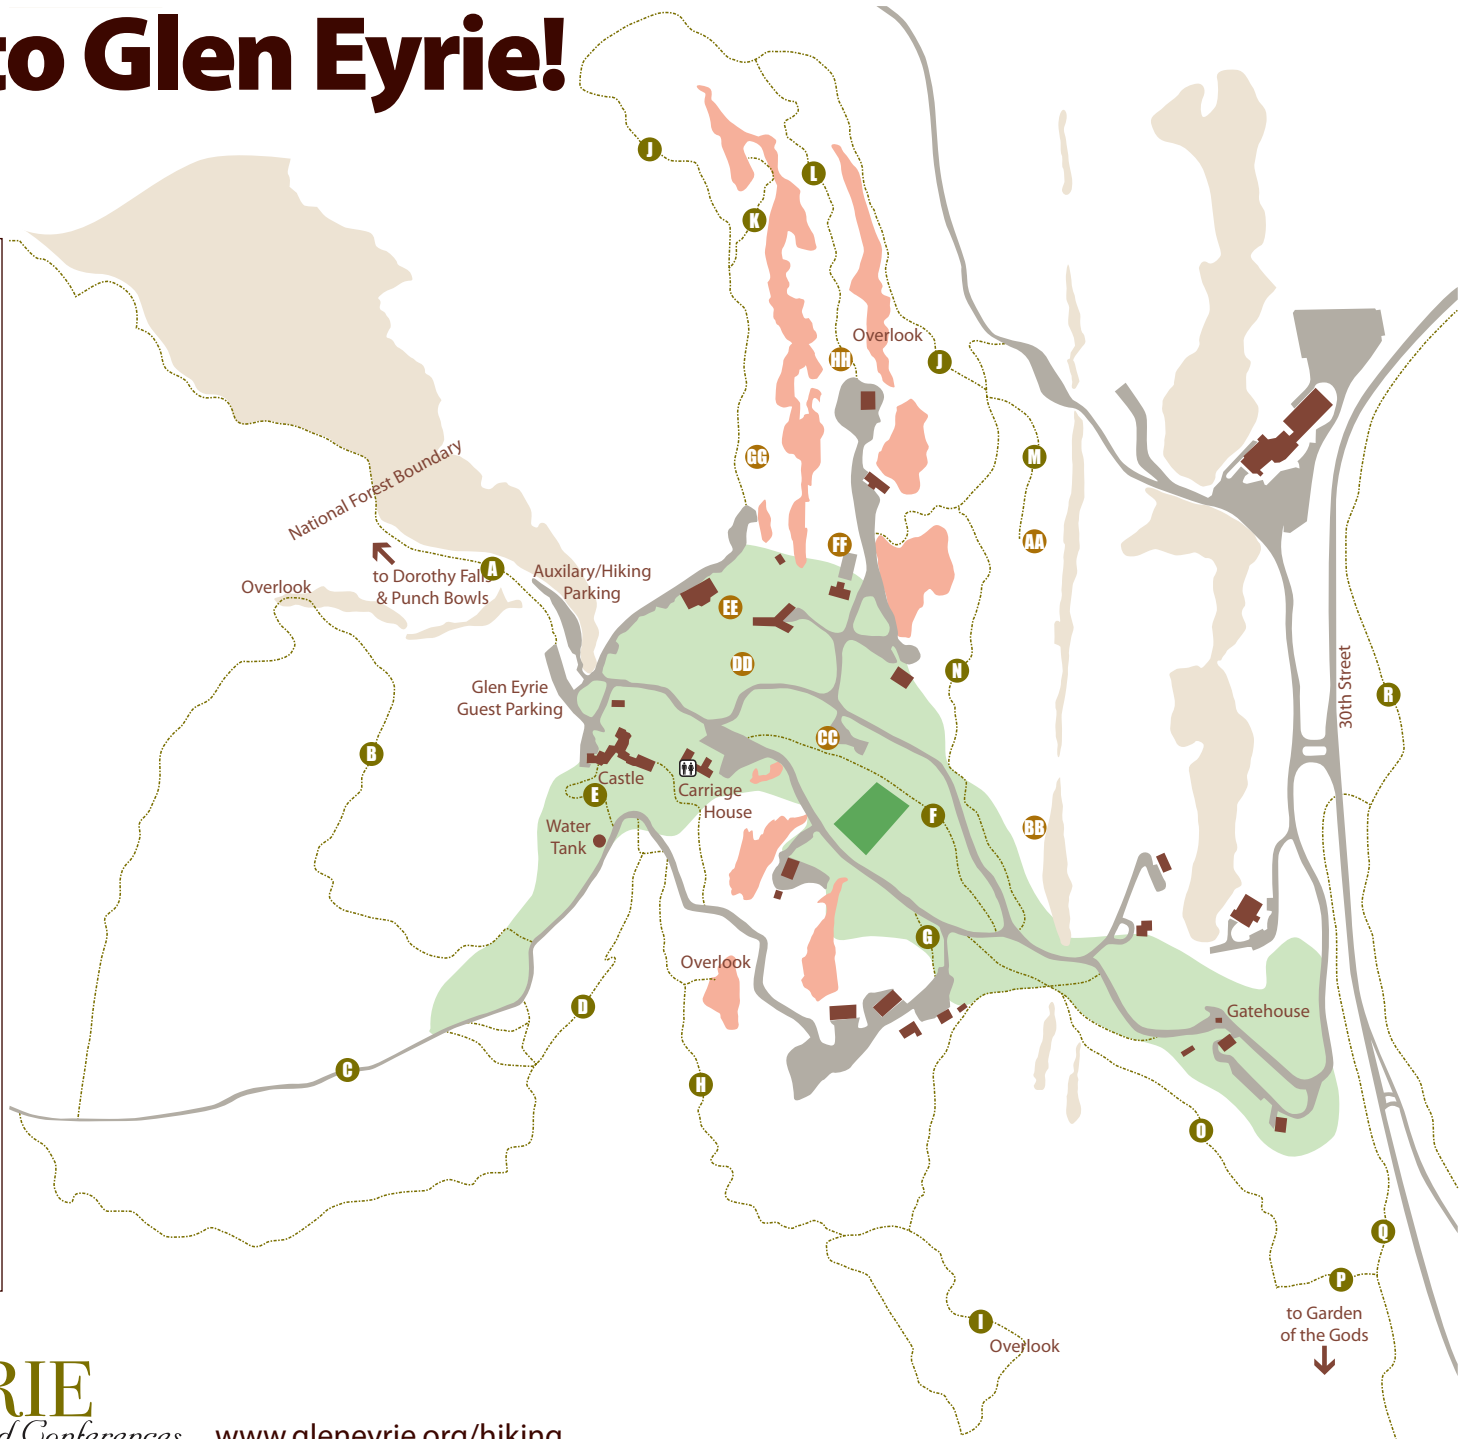 to Glen Eyrie!
J
L
K
Overlook
HH
J
GG
M
National Forest Boundary
FF
AA
A
to Dorothy Falls
& Punch Bowls
Auxilary/Hiking
Parking
Overlook
EE
DD
N
30th Street
R
Glen Eyrie
Guest Parking
B
CC
Castle
E
Carriage
House
F
Water
Tank
BB
G
Overlook
D
Gatehouse
C
H
O
Q
P
I
Overlook
to Garden
of the Gods
RIE
d Conferences
www.gleneyrie.org/hiking